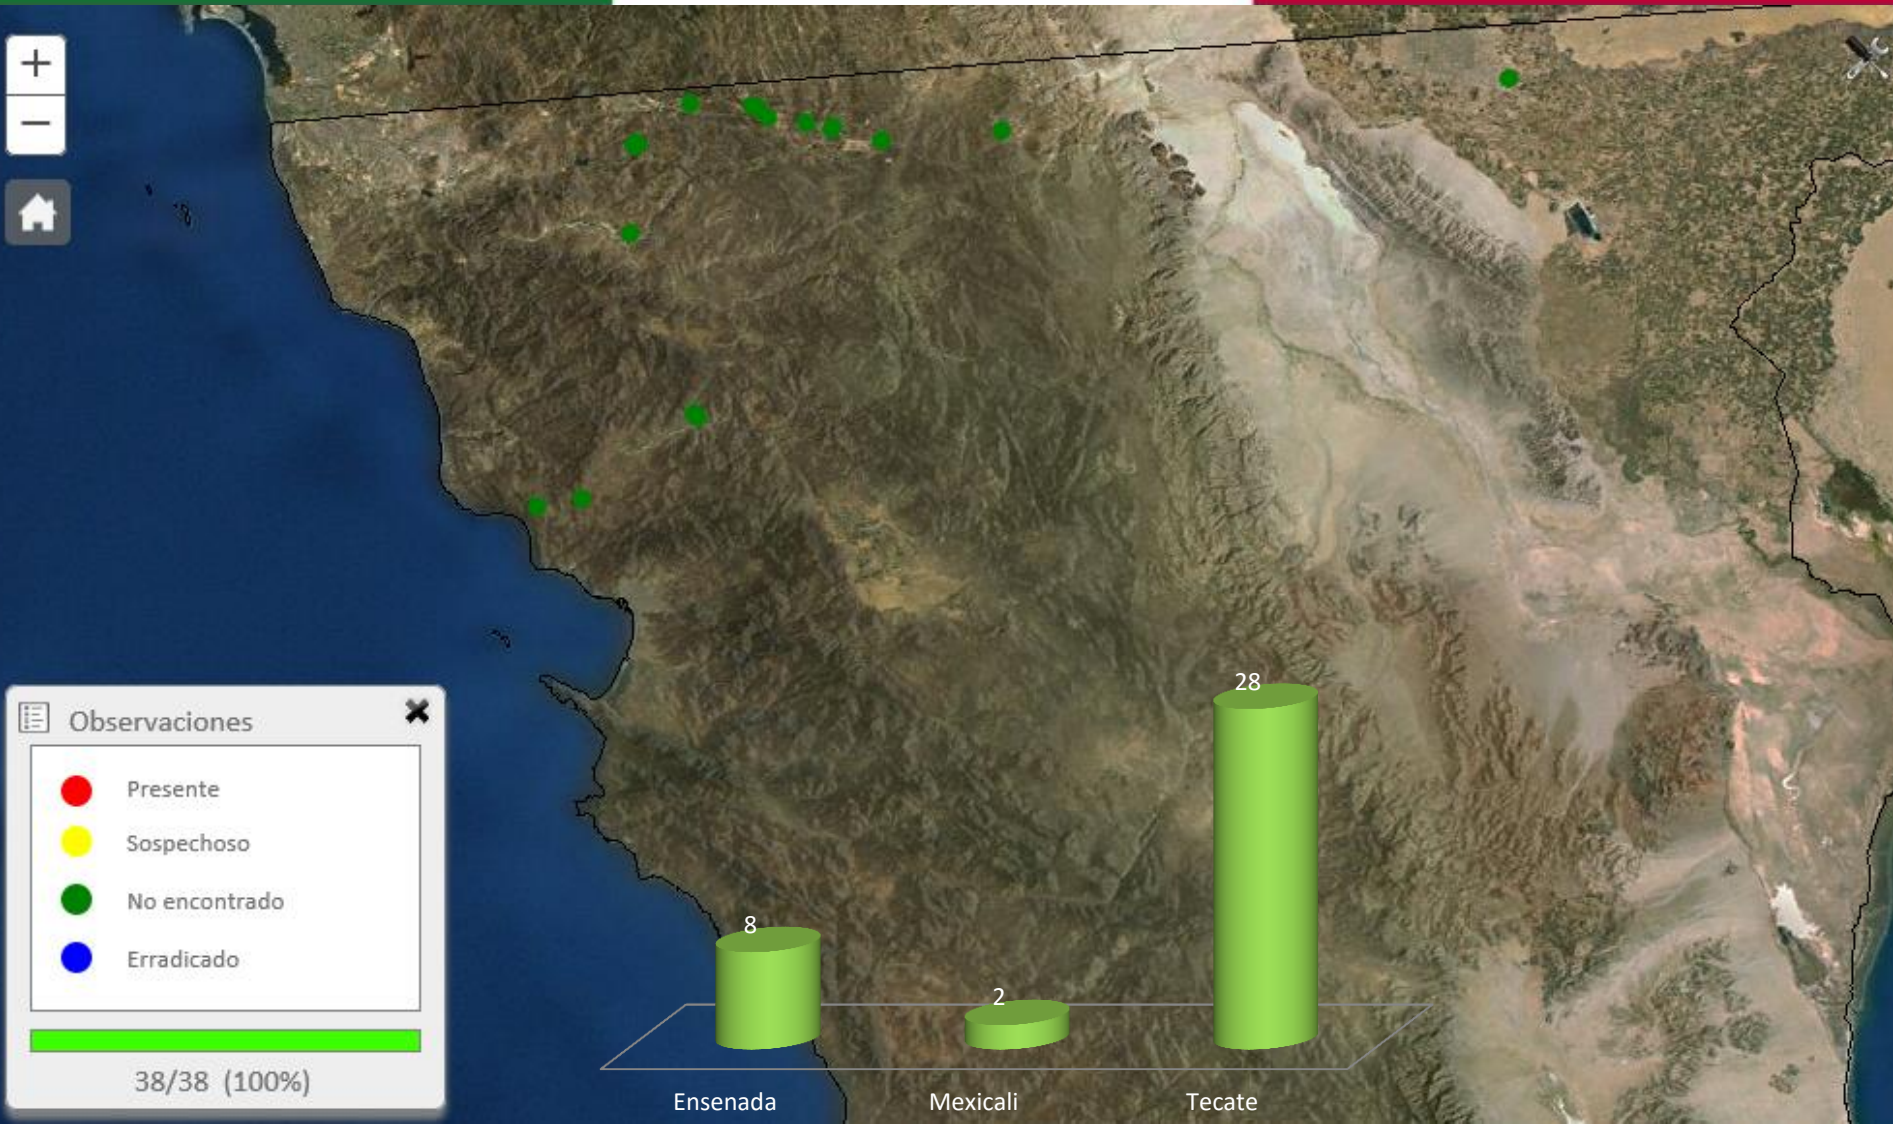 +
−
Observaciones
Presente
Sospechoso
No encontrado
Erradicado
38/38 (100%)
28
8
2
Ensenada Mexicali Tecate